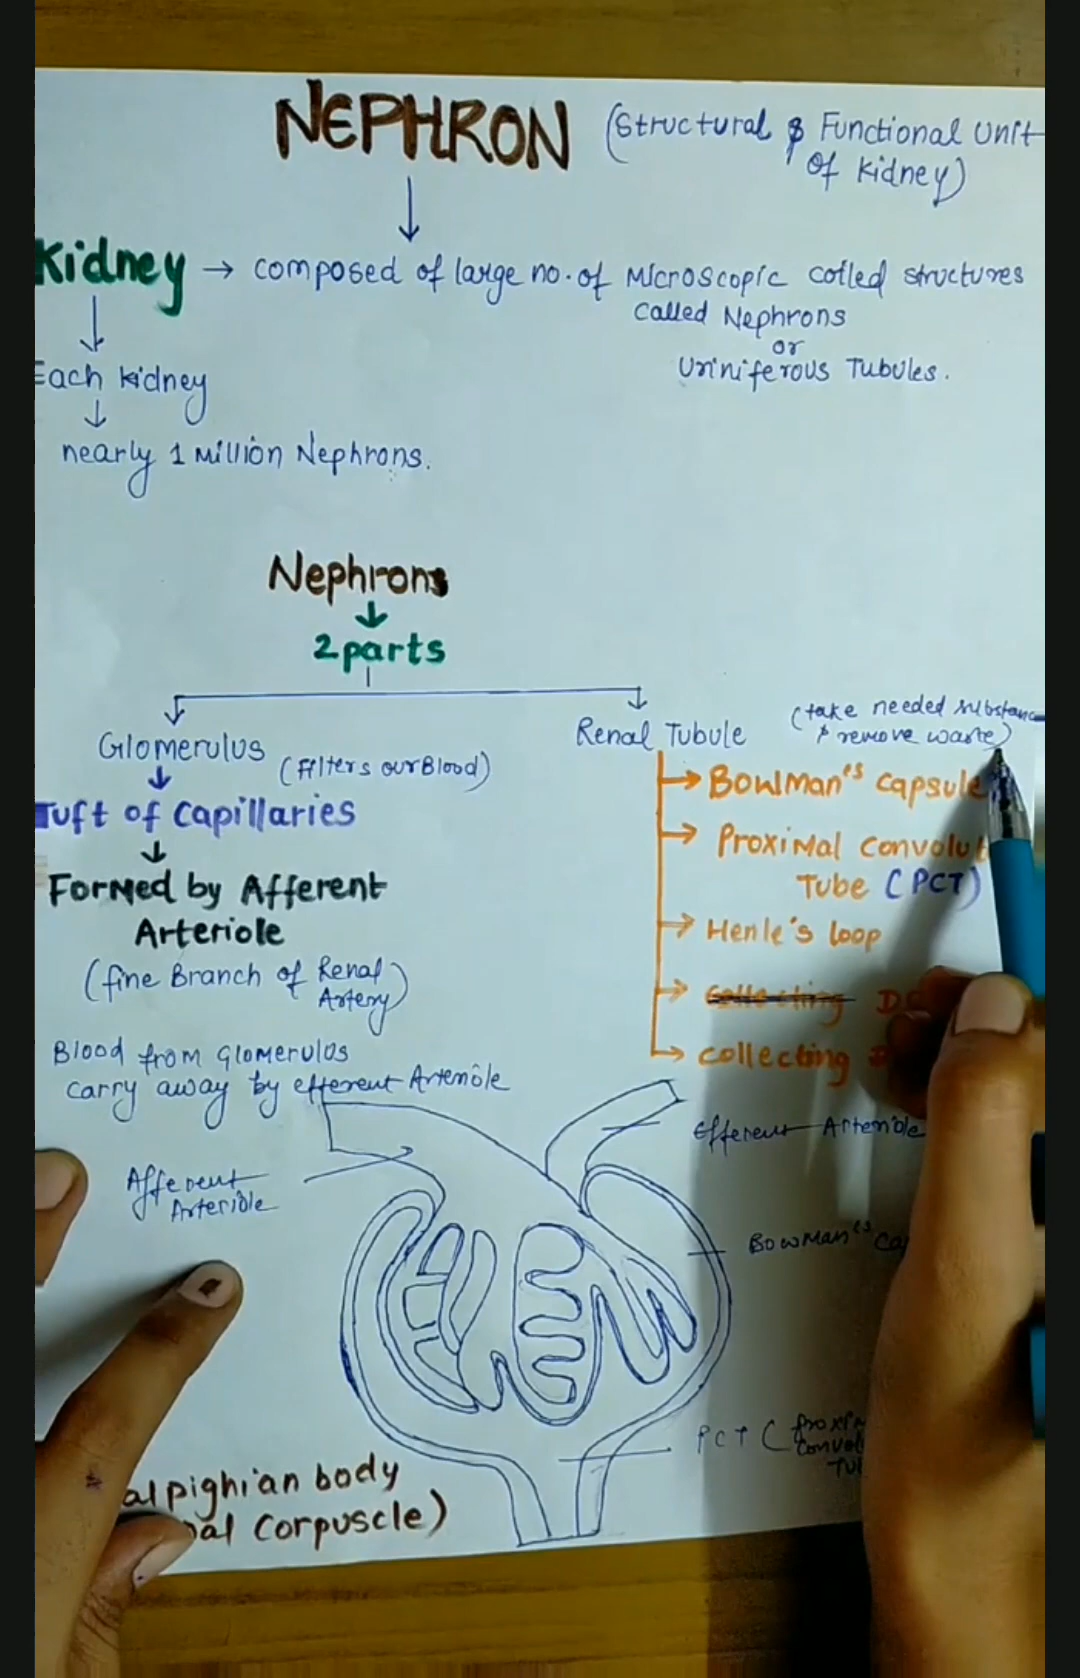 NEPHRON (Structural & Functional Unit
of Kidney)
Kidney → composed of large no. of Microscopic coiled structures
called Nephrons
or
Uriniferous Tubules.
Each kidney
nearly 1 Million Nephrons.
Nephrons
2 parts
Glomerulus
(Filters our Blood)
Tuft of Capillaries
Formed by Afferent
Arteriole
(fine Branch of Renal
Artery)
Blood from Glomerulus
carry away by efferent Arteriole
Renal Tubule
(take needed substance
& remove waste)
Bowman's capsule
Proximal Convolut
Tube (PCT)
Henle's loop
Collecting
Collecting
Afferent
Arteriole
Efferent Arteriole
Bowman's
PCT (
alpighian body
Corpuscle)